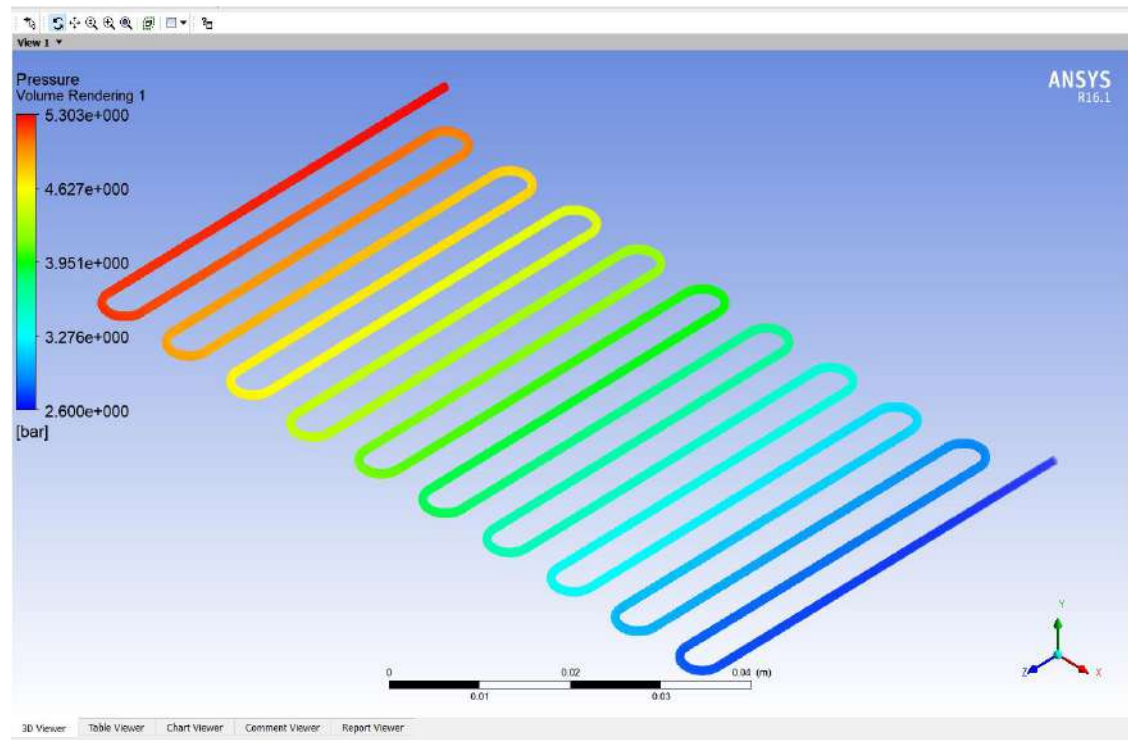 View 1
Pressure
Volume Rendering 1
5.303e+000
4.627e+000
3.951e+000
3.276e+000
2.600e+000
[bar]
ANSYS
R16.1
0
0.02
0.04 (m)
0.01
0.03
Y
Z
X
3D Viewer
Table Viewer
Chart Viewer
Comment Viewer
Report Viewer